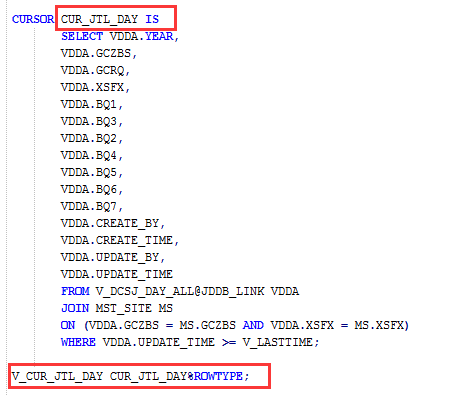 CURSOR CUR_JTL_DAY IS
SELECT VDDA.YEAR,
VDDA.GCZBS,
VDDA.GCRQ,
VDDA.XSFX,
VDDA.BQ1,
VDDA.BQ3,
VDDA.BQ2,
VDDA.BQ4,
VDDA.BQ5,
VDDA.BQ6,
VDDA.BQ7,
VDDA.CREATE_BY,
VDDA.CREATE_TIME,
VDDA.UPDATE_BY,
VDDA.UPDATE_TIME
FROM V_DCSJ_DAY_ALL@JDDB_LINK VDDA
JOIN MST_SITE MS
ON (VDDA.GCZBS = MS.GCZBS AND VDDA.XSFX = MS.XSFX)
WHERE VDDA.UPDATE_TIME >= V_LASTTIME;
V_CUR_JTL_DAY CUR_JTL_DAY%ROWTYPE;